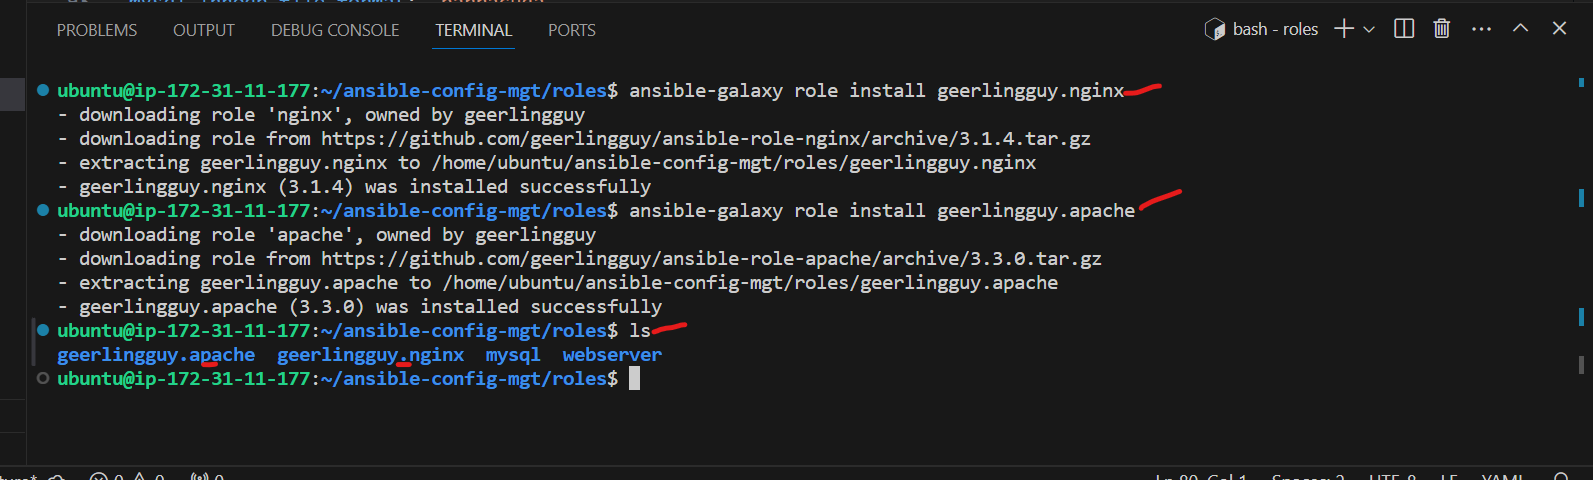 PROBLEMS OUTPUT DEBUG CONSOLE TERMINAL PORTS bash - roles
ubuntu@ip-172-31-11-177:~/ansible-config-mgt/roles$ ansible-galaxy role install geerlingguy.nginx
- downloading role 'nginx', owned by geerlingguy
- downloading role from https://github.com/geerlingguy/ansible-role-nginx/archive/3.1.4.tar.gz
- extracting geerlingguy.nginx to /home/ubuntu/ansible-config-mgt/roles/geerlingguy.nginx
- geerlingguy.nginx (3.1.4) was installed successfully
ubuntu@ip-172-31-11-177:~/ansible-config-mgt/roles$ ansible-galaxy role install geerlingguy.apache
- downloading role 'apache', owned by geerlingguy
- downloading role from https://github.com/geerlingguy/ansible-role-apache/archive/3.3.0.tar.gz
- extracting geerlingguy.apache to /home/ubuntu/ansible-config-mgt/roles/geerlingguy.apache
- geerlingguy.apache (3.3.0) was installed successfully
ubuntu@ip-172-31-11-177:~/ansible-config-mgt/roles$ ls
geerlingguy.apache geerlingguy.nginx mysql webserver
ubuntu@ip-172-31-11-177:~/ansible-config-mgt/roles$
Ln 80, Col 1 Spaces: 2 UTF-8 LF YAML